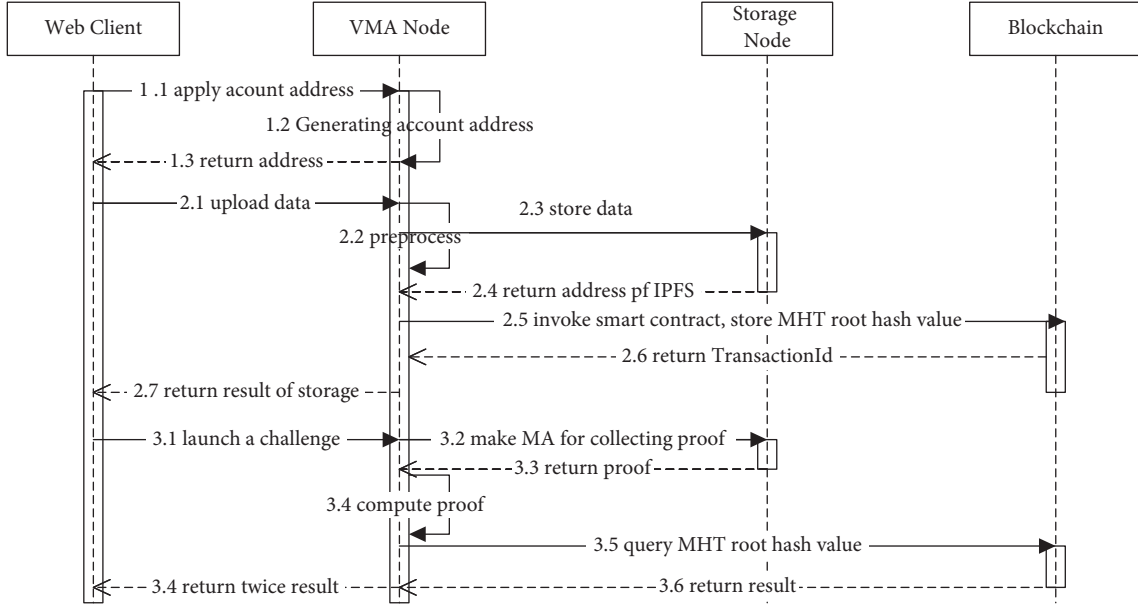 Web Client
VMA Node
Storage
Node
Blockchain
1 .1 apply acount address
1.2 Generating account address
1.3 return address
2.1 upload data
2.3 store data
2.2 preprocess
2.4 return address pf IPFS
2.5 invoke smart contract, store MHT root hash value
2.6 return TransactionId
2.7 return result of storage
3.1 launch a challenge
3.2 make MA for collecting proof
3.3 return proof
3.4 compute proof
3.5 query MHT root hash value
3.4 return twice result
3.6 return result